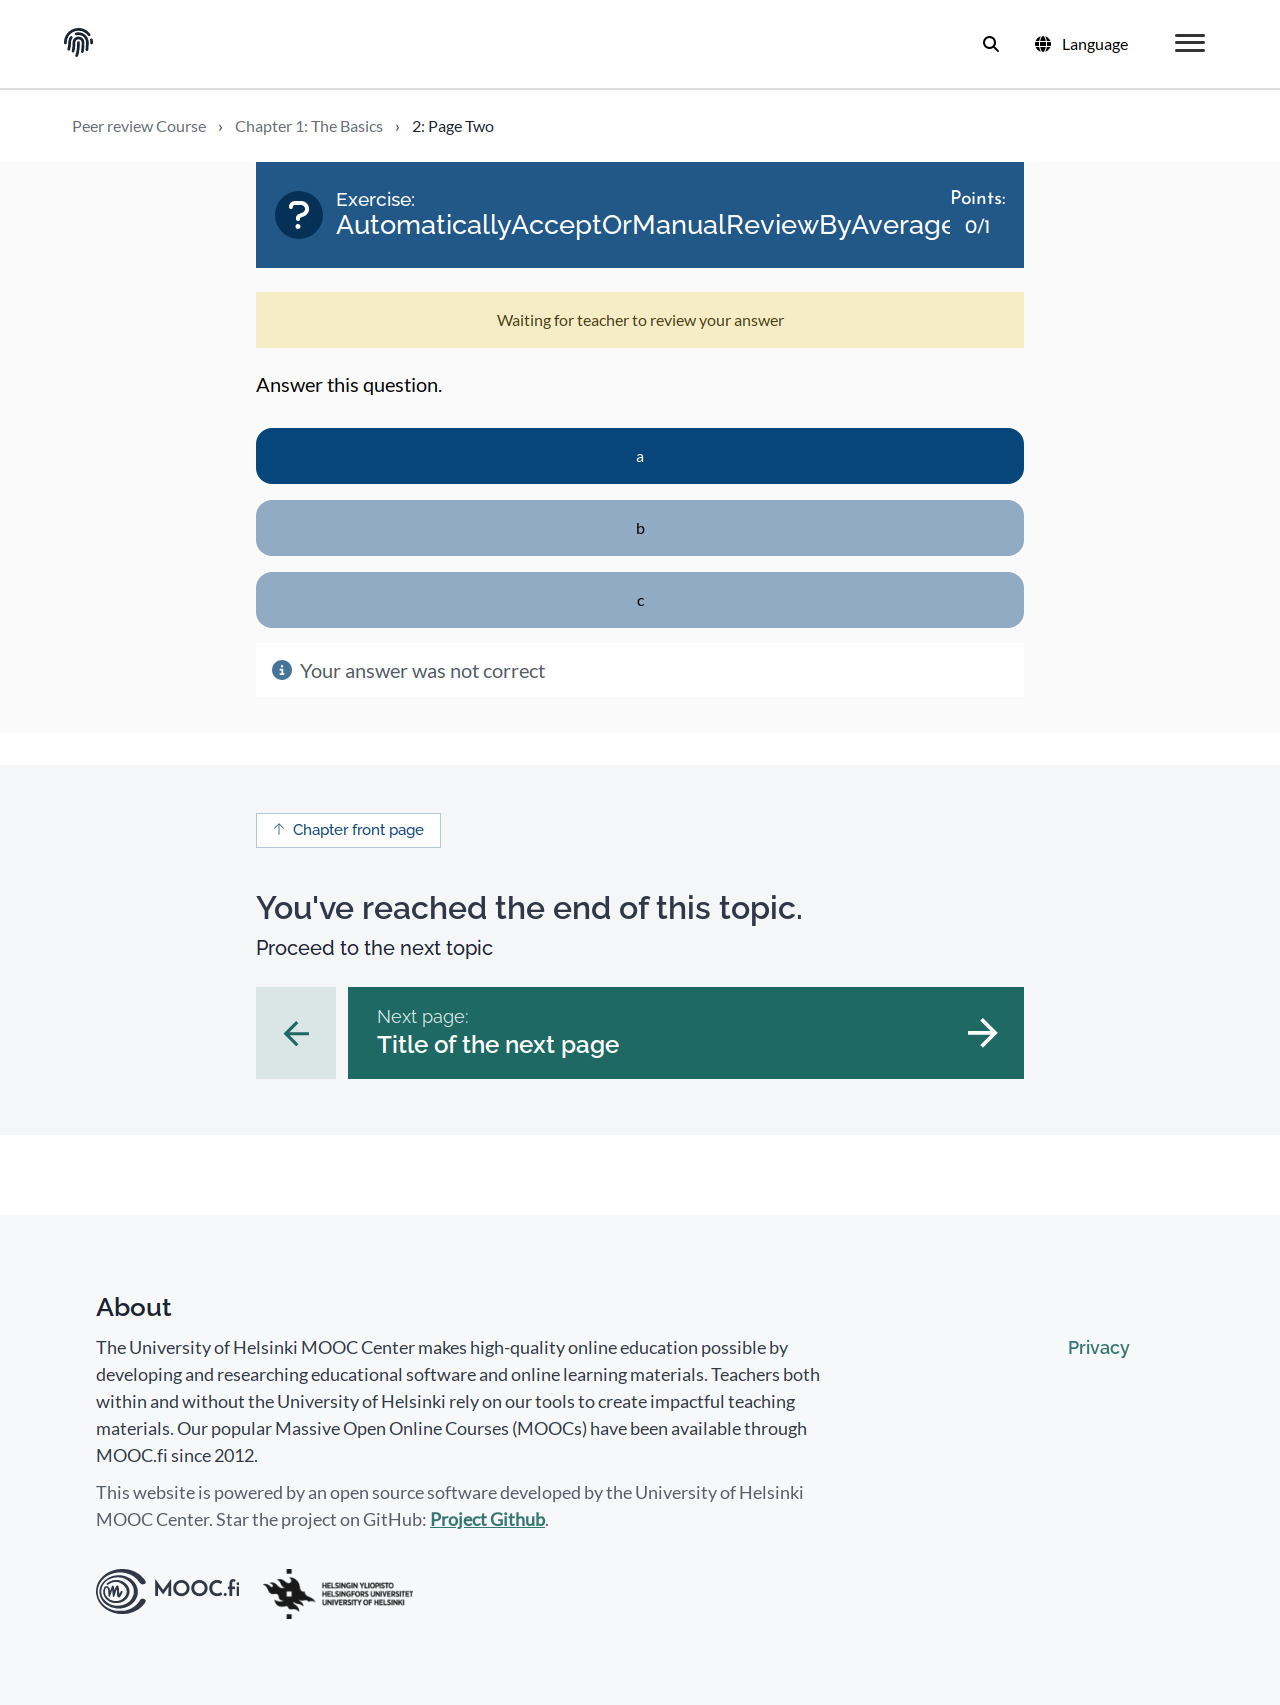 Language
Peer review Course › Chapter 1: The Basics › 2: Page Two
Exercise:
AutomaticallyAcceptOrManualReviewByAverage
Points:
0/1
Waiting for teacher to review your answer
Answer this question.
a
b
c
Your answer was not correct
Chapter front page
You've reached the end of this topic.
Proceed to the next topic
Next page:
Title of the next page
About
The University of Helsinki MOOC Center makes high-quality online education possible by
developing and researching educational software and online learning materials. Teachers both
within and without the University of Helsinki rely on our tools to create impactful teaching
materials. Our popular Massive Open Online Courses (MOOCs) have been available through
MOOC.fi since 2012.
This website is powered by an open source software developed by the University of Helsinki
MOOC Center. Star the project on GitHub: Project Github.
Privacy
MOOC.fi
HELSINGIN YLIOPISTO
HELSINGFORS UNIVERSITET
UNIVERSITY OF HELSINKI